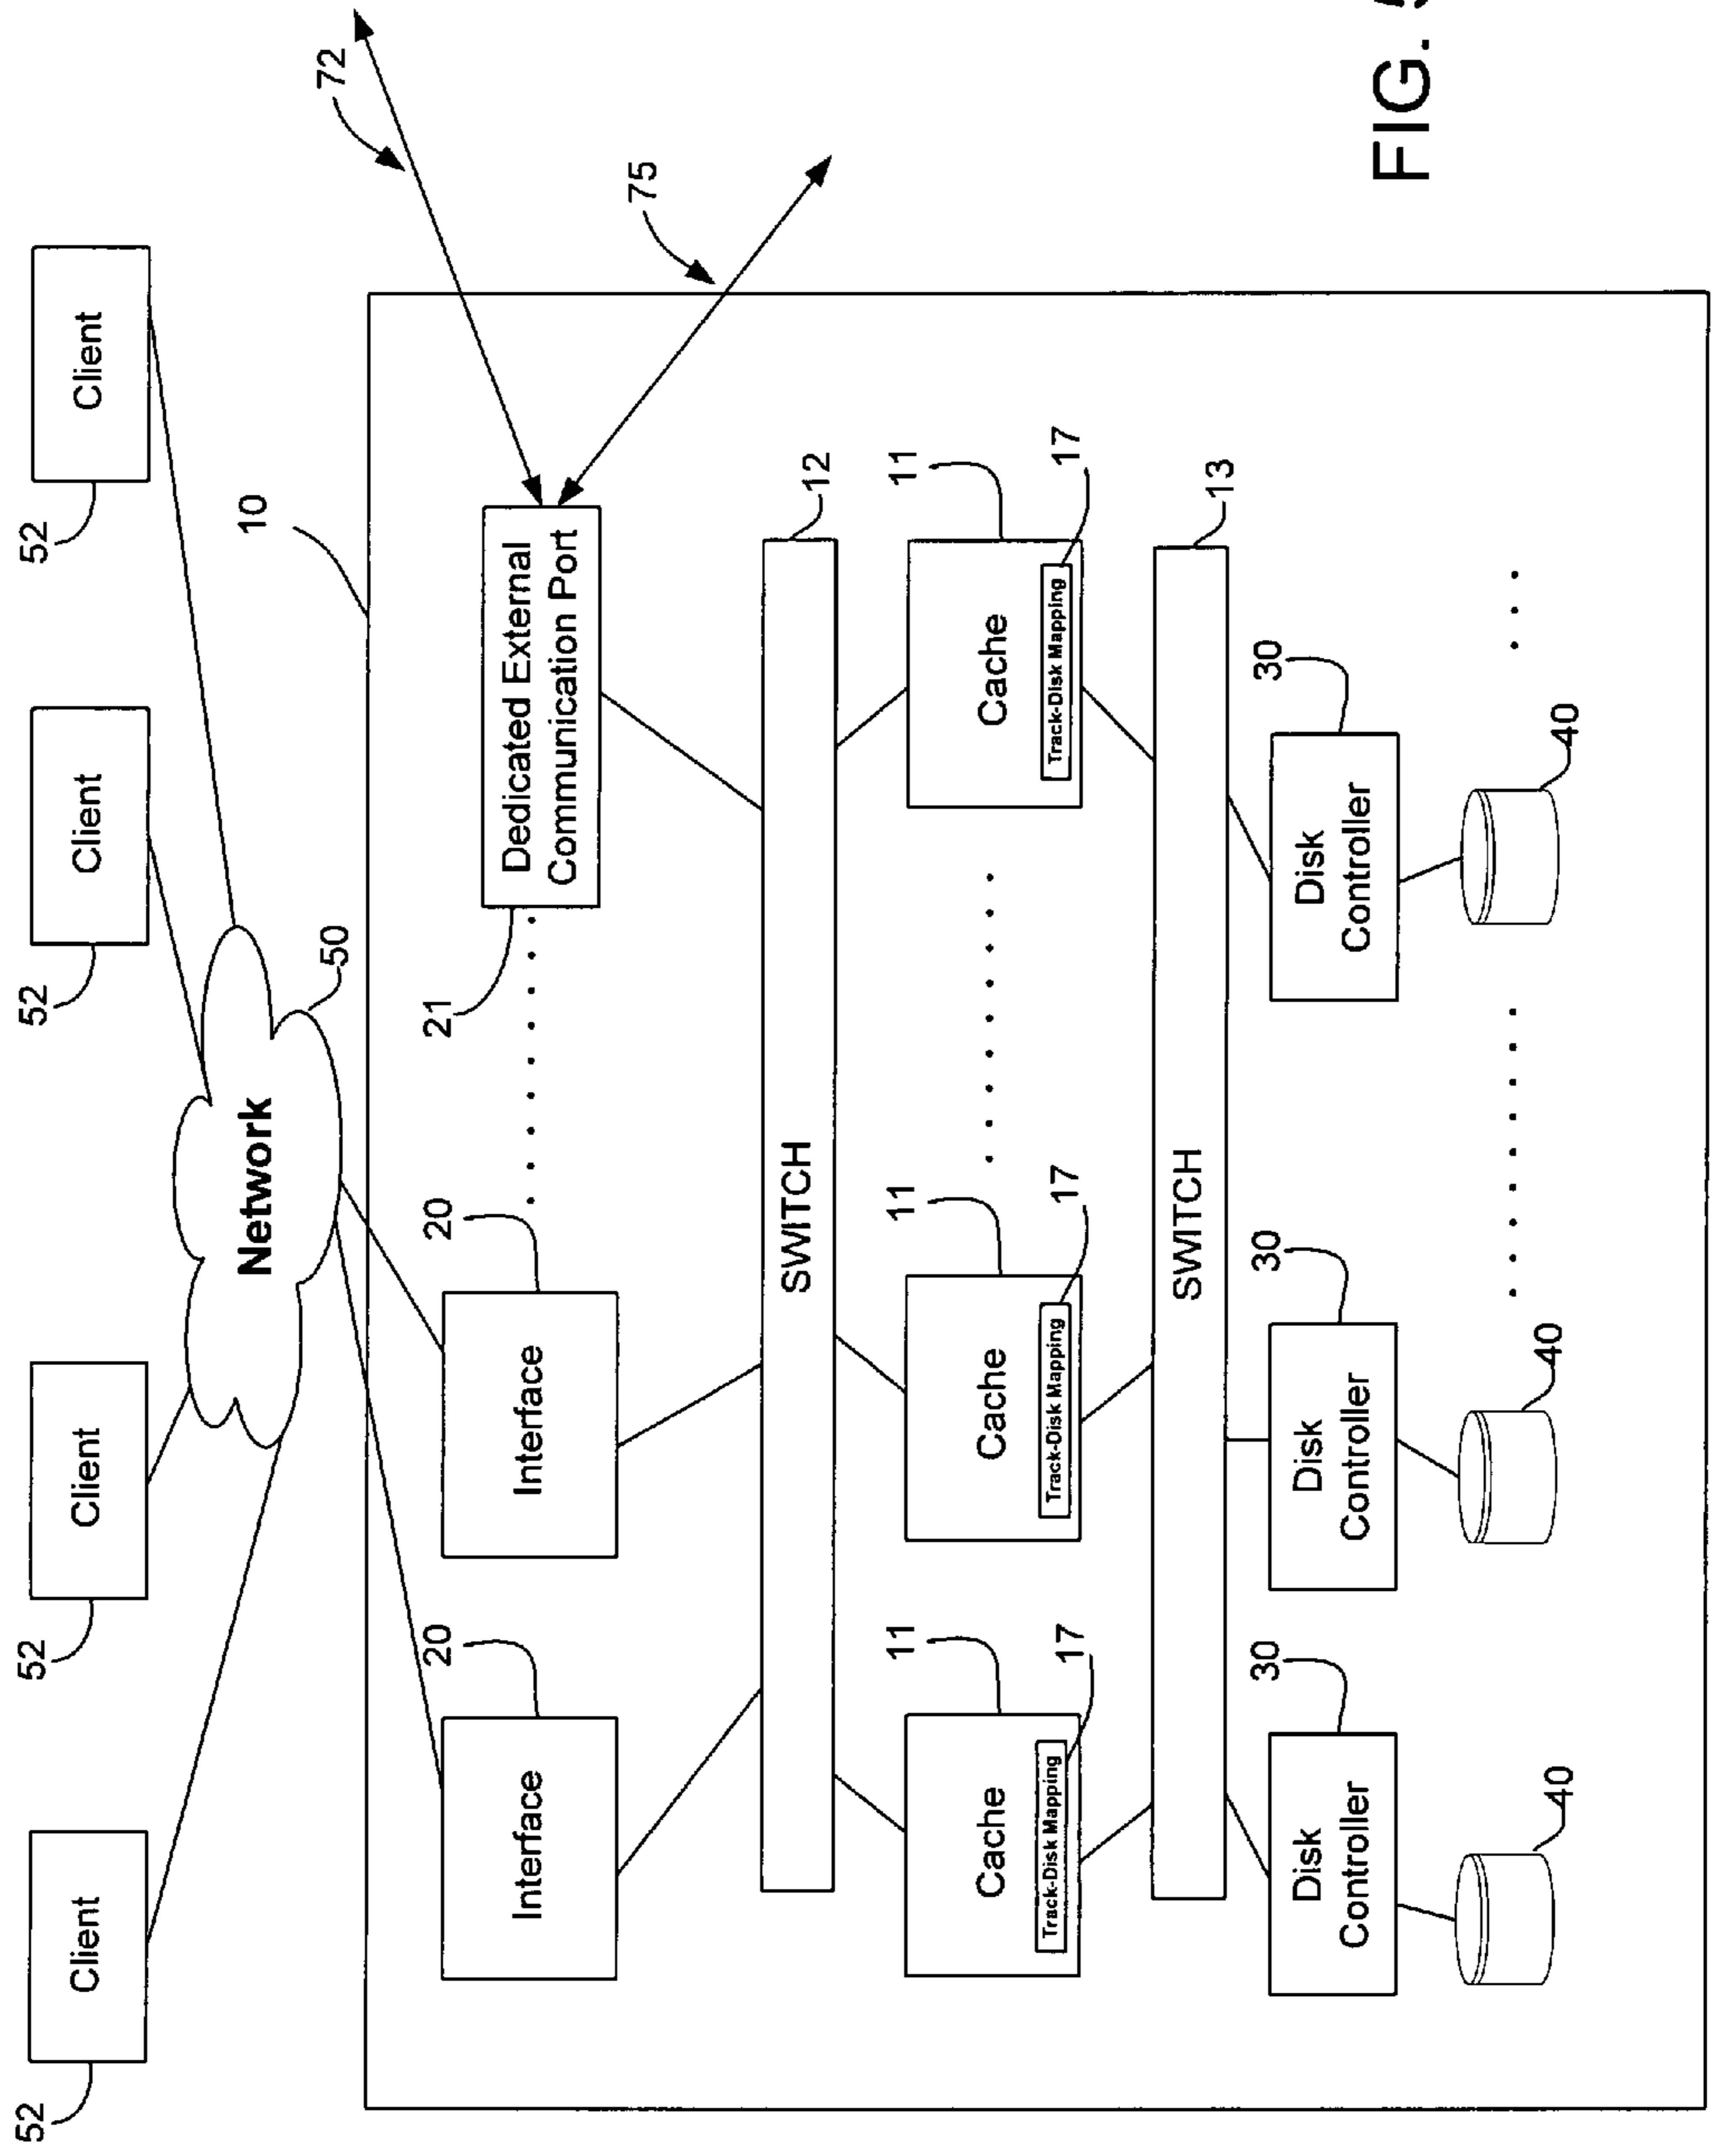 52
52
52
52
Client
Client
Client
Client
Network
50
10
72
20
20
21
75
Interface
Interface
Dedicated External
Communication Port
SWITCH
12
11
11
11
Cache
Cache
Cache
Track-Disk Mapping
Track-Disk Mapping
Track-Disk Mapping
17
17
17
SWITCH
13
30
30
30
Disk
Controller
Disk
Controller
Disk
Controller
40
40
40
FIG.